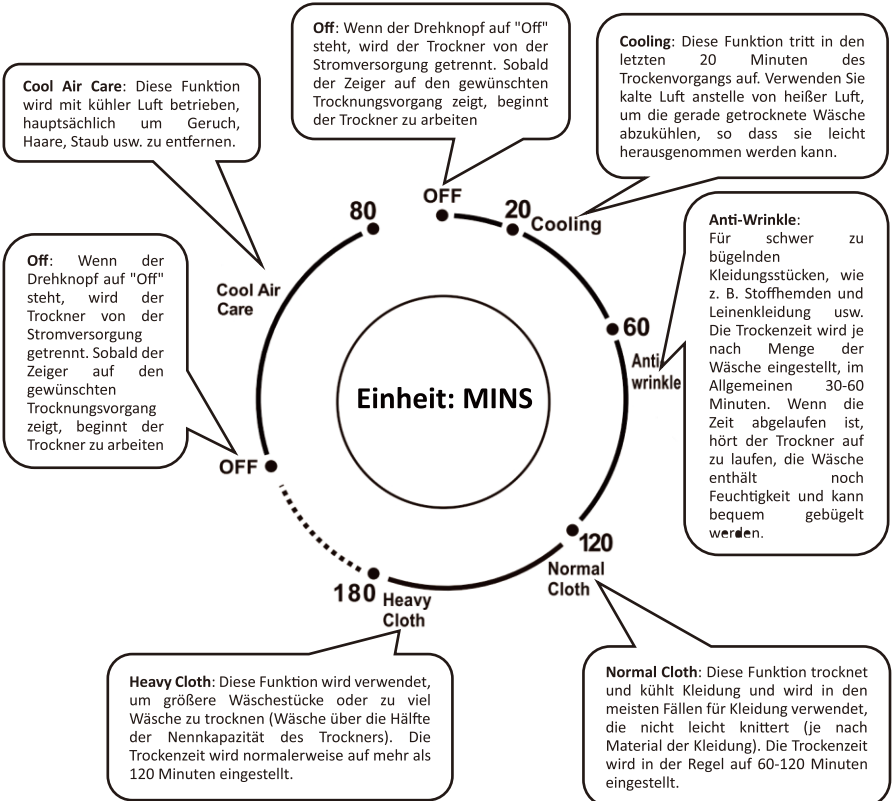 Off: Wenn der Drehknopf auf "Off"
steht, wird der Trockner von der
Stromversorgung getrennt. Sobald
der Zeiger auf den gewünschten
Trocknungsvorgang zeigt, beginnt
der Trockner zu arbeiten
Cooling: Diese Funktion tritt in den
letzten 20 Minuten des
Trockenvorgangs auf. Verwenden Sie
kalte Luft anstelle von heißer Luft,
um die gerade getrocknete Wäsche
abzukühlen, so dass sie leicht
herausgenommen werden kann.
Cool Air Care: Diese Funktion
wird mit kühler Luft betrieben,
hauptsächlich um Geruch,
Haare, Staub usw. zu entfernen.
OFF
80
20
Cooling
Anti-Wrinkle:
Für schwer zu
bügelnden
Kleidungsstücken, wie
z. B. Stoffhemden und
Leinenkleidung usw.
Die Trockenzeit wird je
nach Menge der
Wäsche eingestellt, im
Allgemeinen 30-60
Minuten. Wenn die
Zeit abgelaufen ist,
hört der Trockner auf
zu laufen, die Wäsche
enthält noch
Feuchtigkeit und kann
bequem gebügelt
werden.
Off: Wenn der
Drehknopf auf "Off"
steht, wird der
Trockner von der
Stromversorgung
getrennt. Sobald der
Zeiger auf den
gewünschten
Trocknungsvorgang
zeigt, beginnt der
Trockner zu arbeiten
Cool Air
Care
60
Anti
wrinkle
Einheit: MINS
OFF
120
Normal
Cloth
180
Heavy
Cloth
Heavy Cloth: Diese Funktion wird verwendet,
um größere Wäschestücke oder zu viel
Wäsche zu trocknen (Wäsche über die Hälfte
der Nennkapazität des Trockners). Die
Trockenzeit wird normalerweise auf mehr als
120 Minuten eingestellt.
Normal Cloth: Diese Funktion trocknet
und kühlt Kleidung und wird in den
meisten Fällen für Kleidung verwendet,
die nicht leicht knittert (je nach
Material der Kleidung). Die Trockenzeit
wird in der Regel auf 60-120 Minuten
eingestellt.